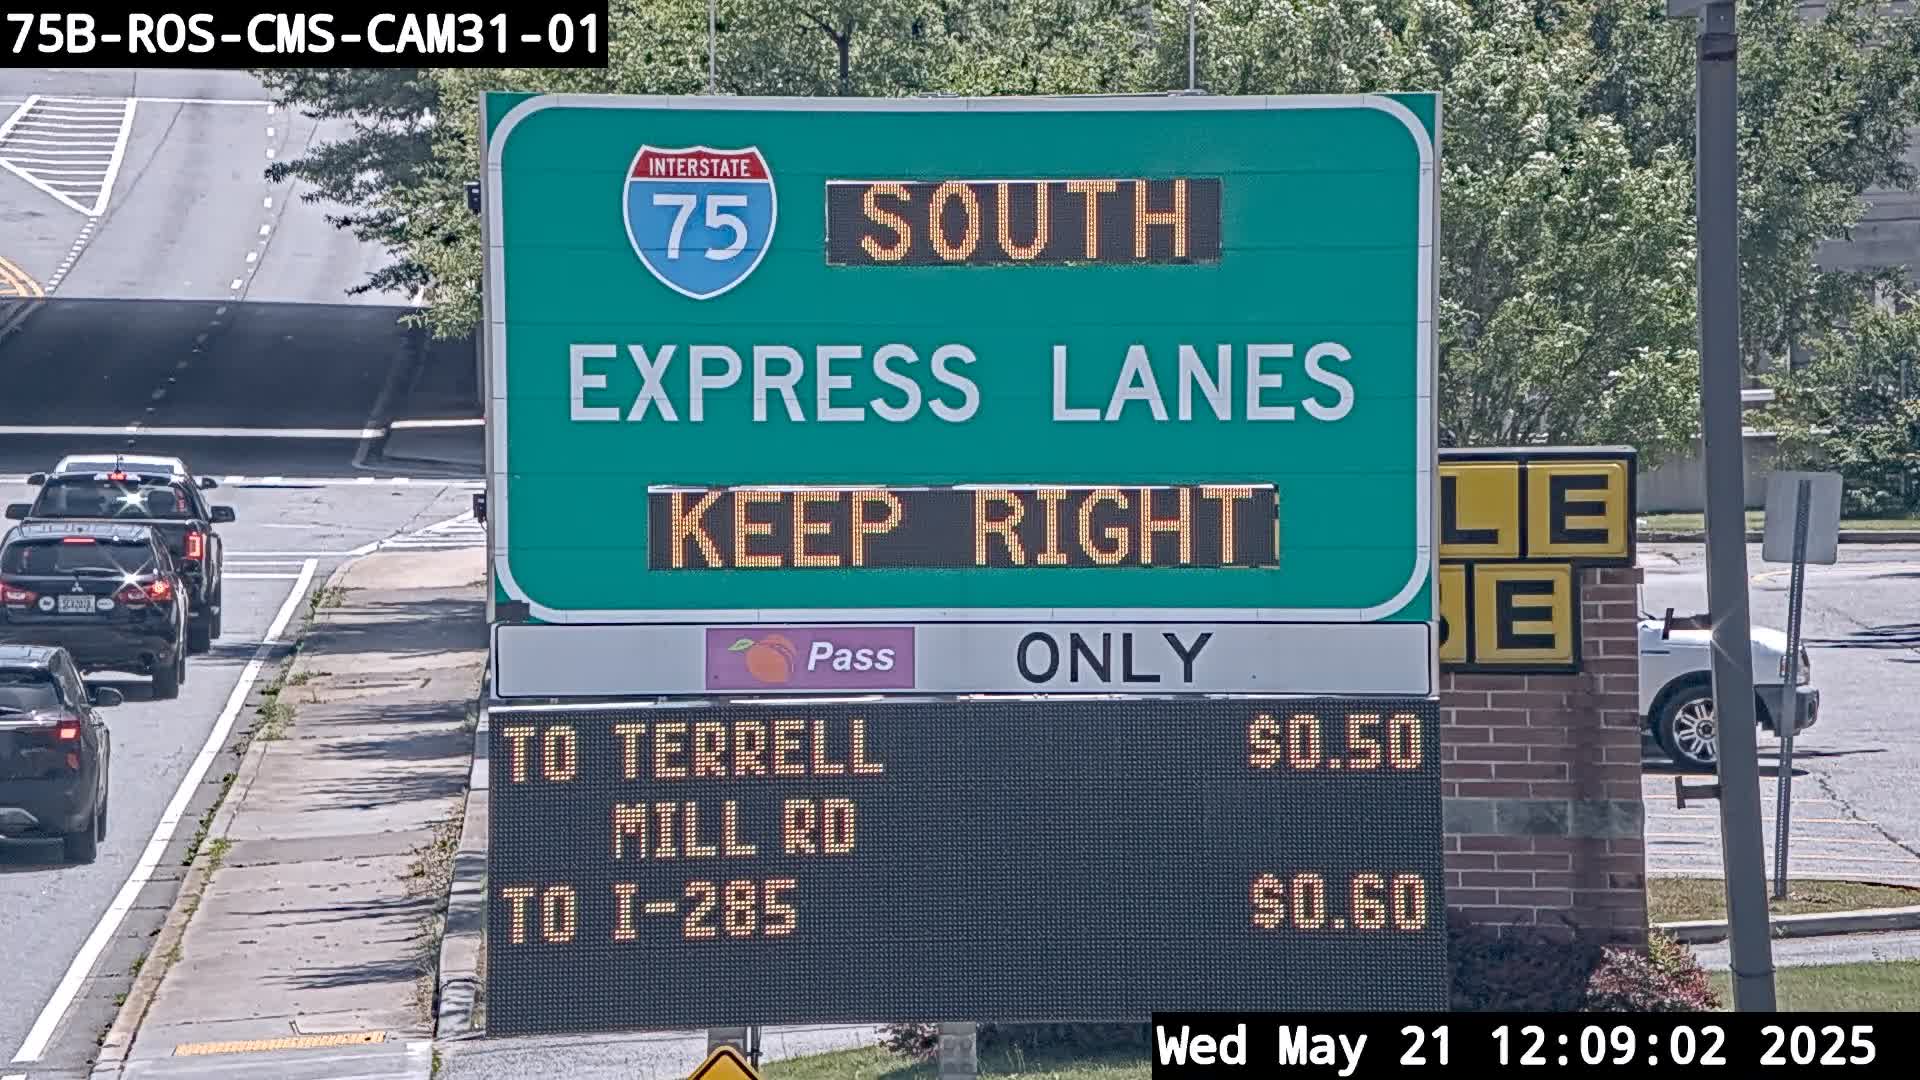 75B-ROS-CMS-CAM31-01
INTERSTATE
75
SOUTH
EXPRESS LANES
KEEP RIGHT
Pass ONLY
TO TERRELL $0.50
MILL RD
TO I-285 $0.60
LE
E
Wed May 21 12:09:02 2025